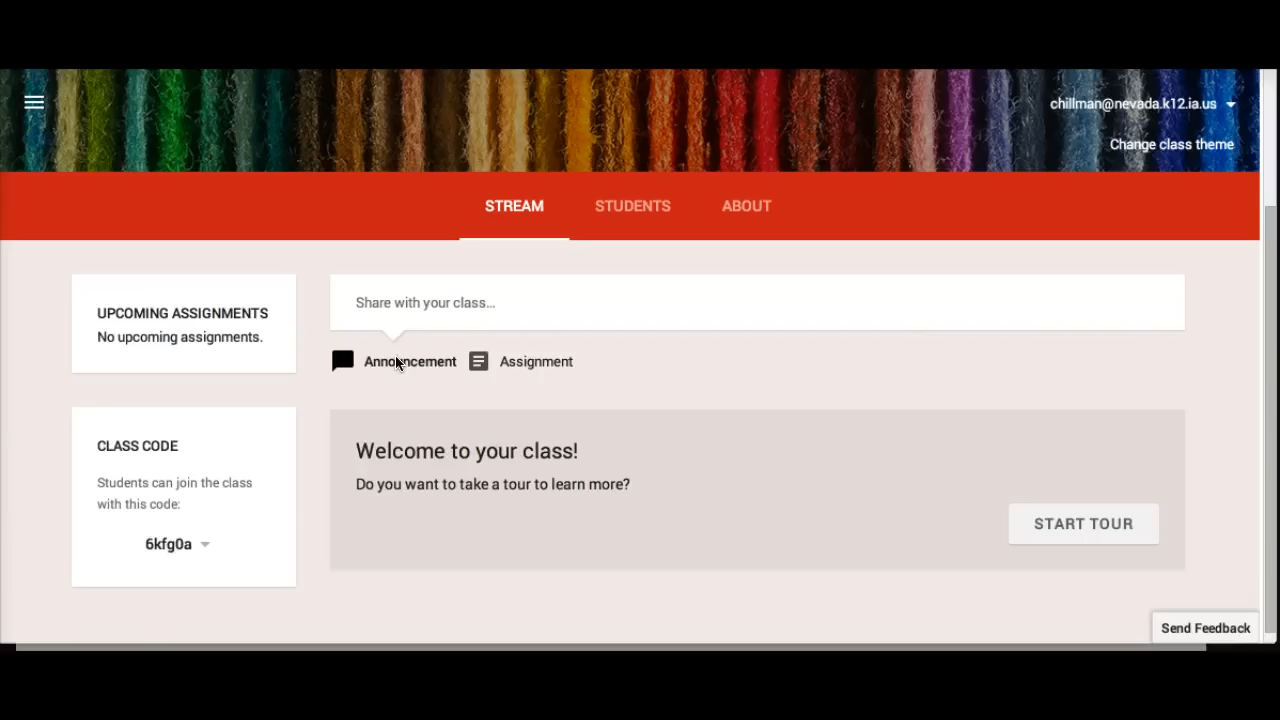 chillman@nevada.k12.ia.us
Change class theme
STREAM STUDENTS ABOUT
UPCOMING ASSIGNMENTS
No upcoming assignments.
Share with your class...
Announcement Assignment
CLASS CODE
Students can join the class
with this code:
6kfg0a
Welcome to your class!
Do you want to take a tour to learn more?
START TOUR
Send Feedback